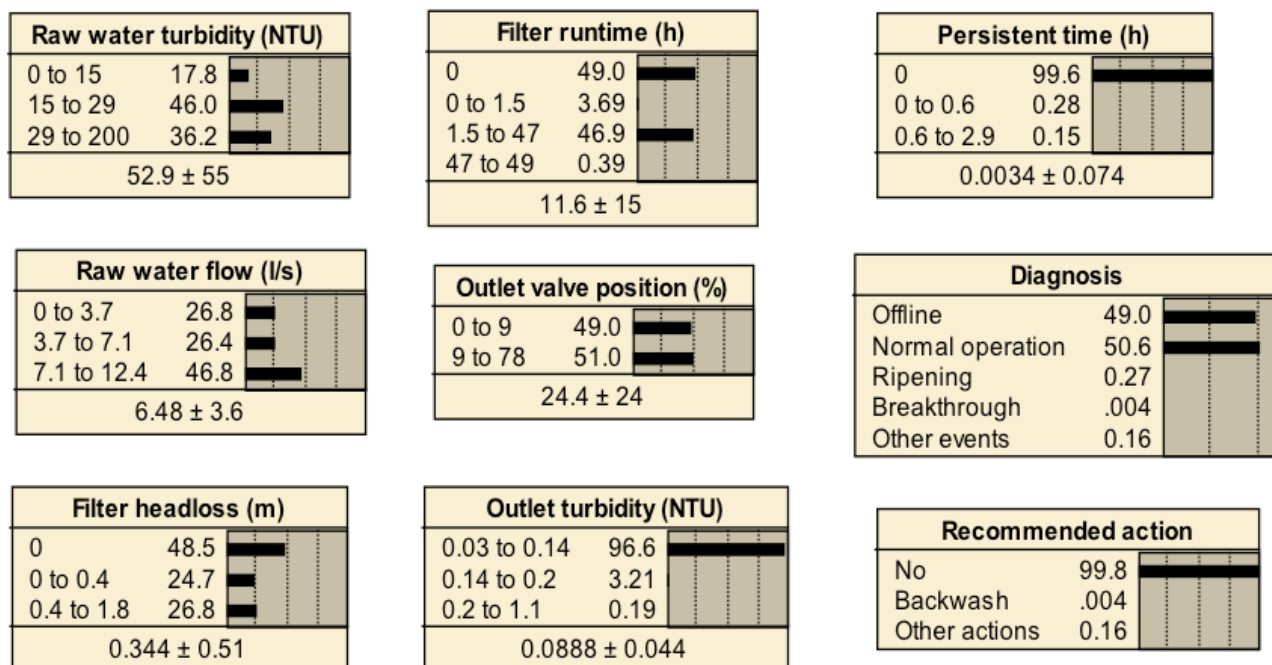 Raw water turbidity (NTU)
0 to 15 17.8
15 to 29 46.0
29 to 200 36.2
52.9 ± 55
Filter runtime (h)
0 49.0
0 to 1.5 3.69
1.5 to 47 46.9
47 to 49 0.39
11.6 ± 15
Persistent time (h)
0 99.6
0 to 0.6 0.28
0.6 to 2.9 0.15
0.0034 ± 0.074
Raw water flow (l/s)
0 to 3.7 26.8
3.7 to 7.1 26.4
7.1 to 12.4 46.8
6.48 ± 3.6
Outlet valve position (%)
0 to 9 49.0
9 to 78 51.0
24.4 ± 24
Diagnosis
Offline 49.0
Normal operation 50.6
Ripening 0.27
Breakthrough .004
Other events 0.16
Filter headloss (m)
0 48.5
0 to 0.4 24.7
0.4 to 1.8 26.8
0.344 ± 0.51
Outlet turbidity (NTU)
0.03 to 0.14 96.6
0.14 to 0.2 3.21
0.2 to 1.1 0.19
0.0888 ± 0.044
Recommended action
No 99.8
Backwash .004
Other actions 0.16